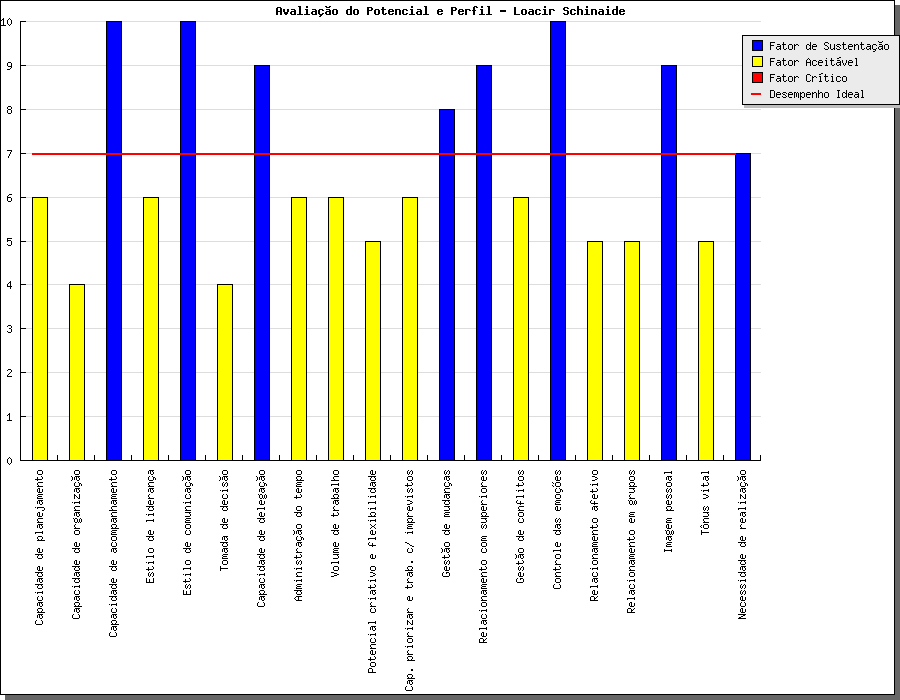 Avaliação do Potencial e Perfil - Loacir Schinaide
Fator de Sustentação
Fator Aceitável
Fator Crítico
Desempenho Ideal
10
9
8
7
6
5
4
3
2
1
0
Capacidade de planejamento
Capacidade de organização
Capacidade de acompanhamento
Estilo de liderança
Estilo de comunicação
Tomada de decisão
Capacidade de delegação
Administração do tempo
Volume de trabalho
Potencial criativo e flexibilidade
Cap. priorizar e trab. c/ imprevistos
Gestão de mudanças
Relacionamento com superiores
Gestão de conflitos
Controle das emoções
Relacionamento afetivo
Relacionamento em grupos
Imagem pessoal
Tônus vital
Necessidade de realização